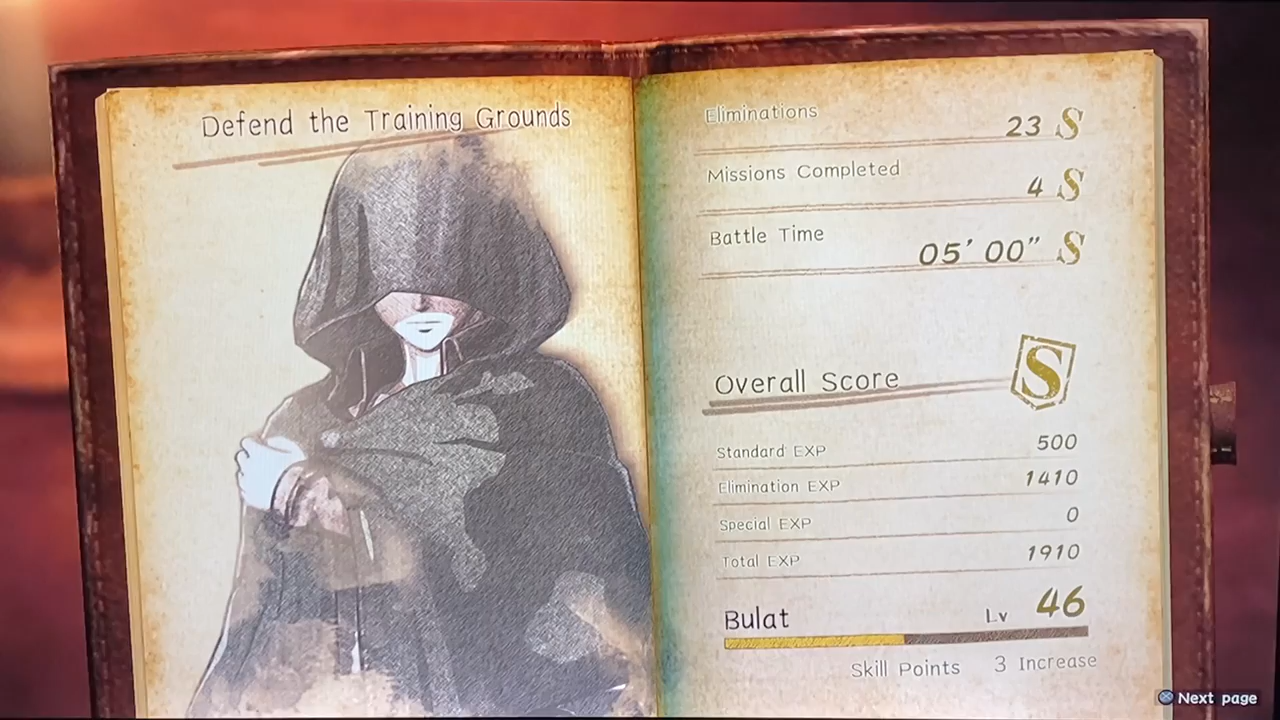 Defend the Training Grounds
Eliminations
23 S
Missions Completed
4 S
Battle Time
05' 00" S
Overall Score S
Standard EXP 500
Elimination EXP 1410
Special EXP 0
Total EXP 1910
Bulat Lv 46
Skill Points 3 Increase
Next page